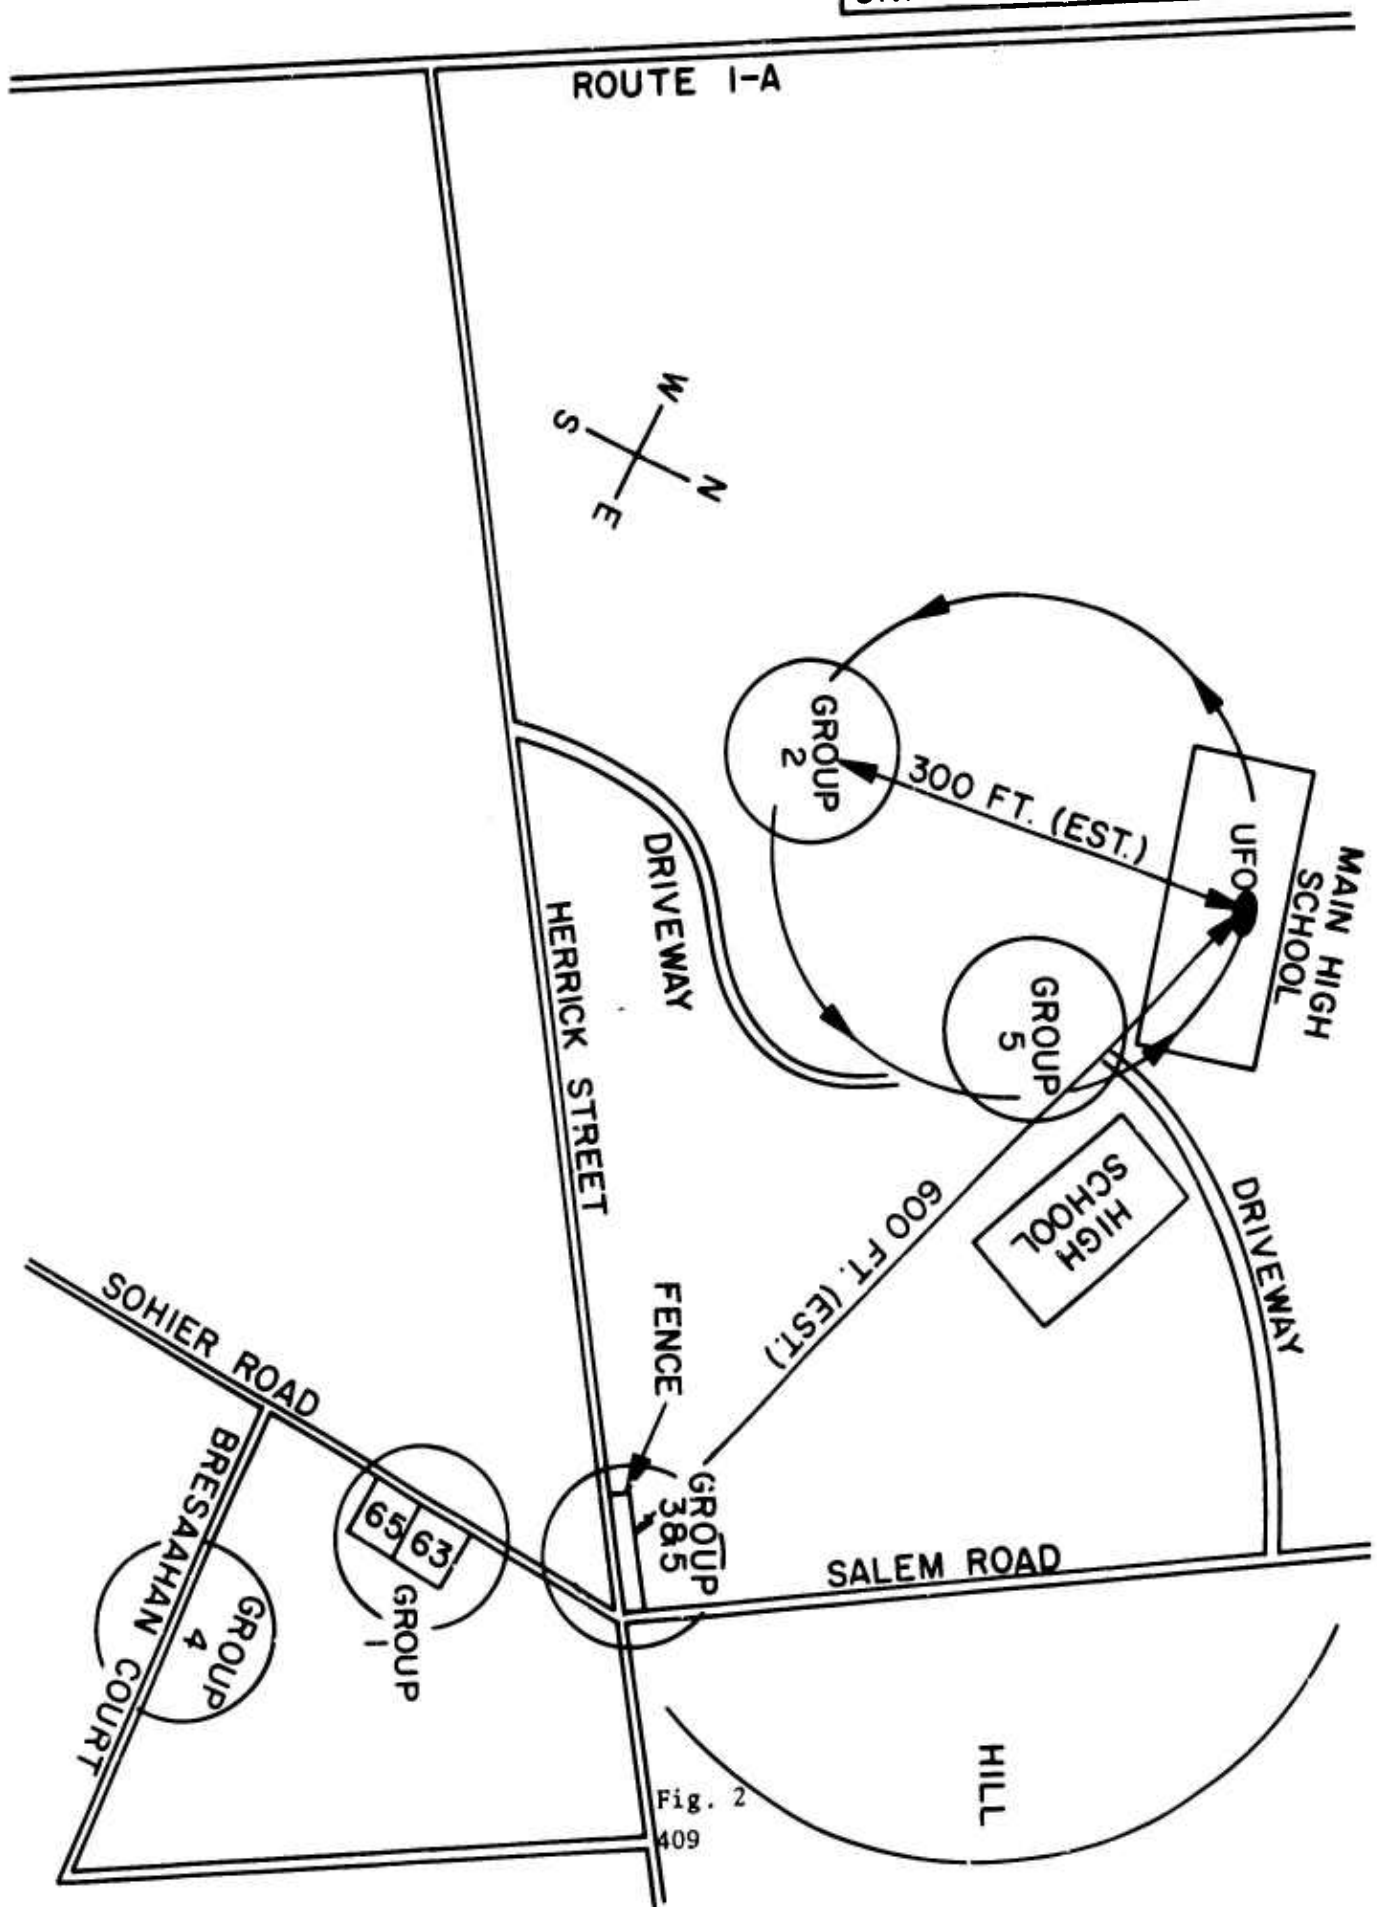 ROUTE 1-A
W
S
N
E
GROUP
2
300 FT. (EST.)
UFO
MAIN HIGH
SCHOOL
DRIVEWAY
GROUP
5
HERRICK STREET
HIGH
SCHOOL
DRIVEWAY
600 FT. (EST.)
FENCE
SOHIER ROAD
BRESAAHAN COURT
65
63
GROUP
1
GROUP
3&5
SALEM ROAD
GROUP
4
HILL
Fig. 2
409